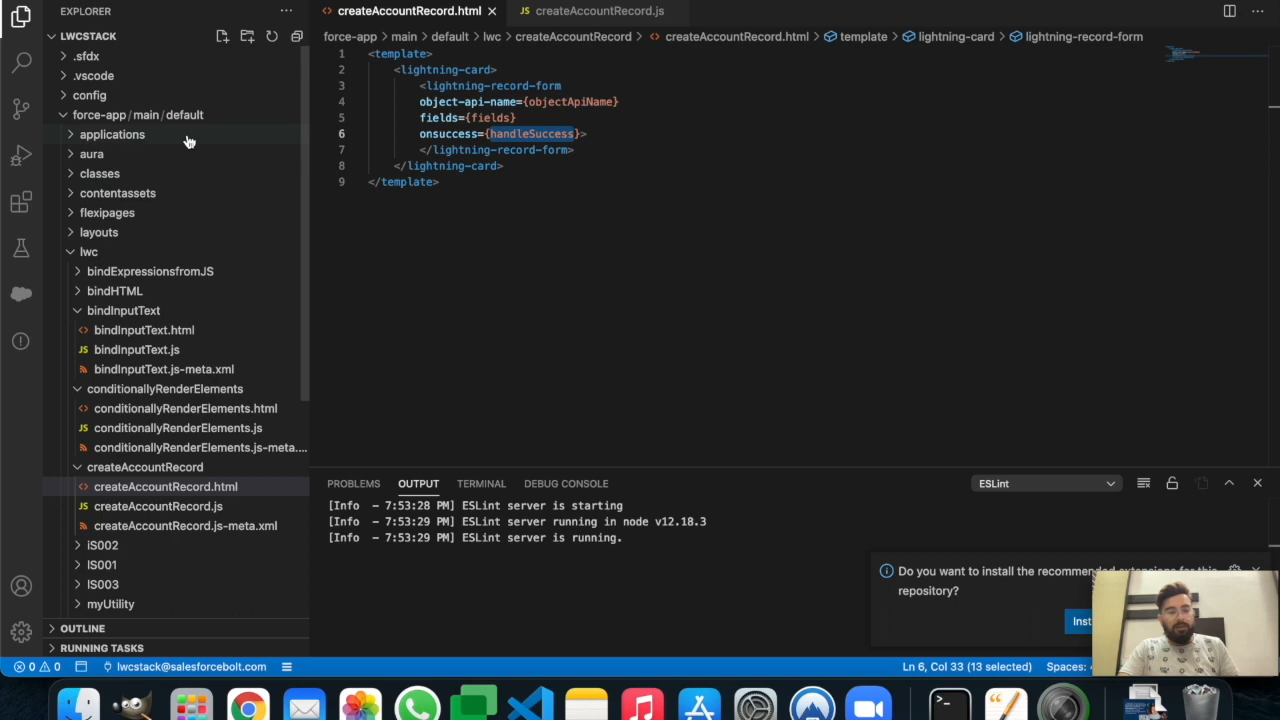 EXPLORER
LWCSTACK
.sfdx
.vscode
config
force-app/main/default
applications
aura
classes
contentassets
flexipages
layouts
lwc
bindExpressionsfromJS
bindHTML
bindInputText
bindInputText.html
JS bindInputText.js
bindInputText.js-meta.xml
conditionallyRenderElements
conditionallyRenderElements.html
JS conditionallyRenderElements.js
conditionallyRenderElements.js-meta....
createAccountRecord
createAccountRecord.html
JS createAccountRecord.js
createAccountRecord.js-meta.xml
iS002
IS001
IS003
myUtility
OUTLINE
RUNNING TASKS
createAccountRecord.html
JS createAccountRecord.js
force-app > main > default > lwc > createAccountRecord > createAccountRecord.html > template > lightning-card > lightning-record-form
1 <template>
2 <lightning-card>
3 <lightning-record-form
4 object-api-name={objectApiName}
5 fields={fields}
6 onsuccess={handleSuccess}>
7 </lightning-record-form>
8 </lightning-card>
9 </template>
PROBLEMS OUTPUT TERMINAL DEBUG CONSOLE ESLint
[Info - 7:53:28 PM] ESLint server is starting
[Info - 7:53:29 PM] ESLint server running in node v12.18.3
[Info - 7:53:29 PM] ESLint server is running.
Do you want to install the recommended extensions for this
repository?
0 0 lwcstack@salesforcebolt.com Ln 6, Col 33 (13 selected) Spaces: